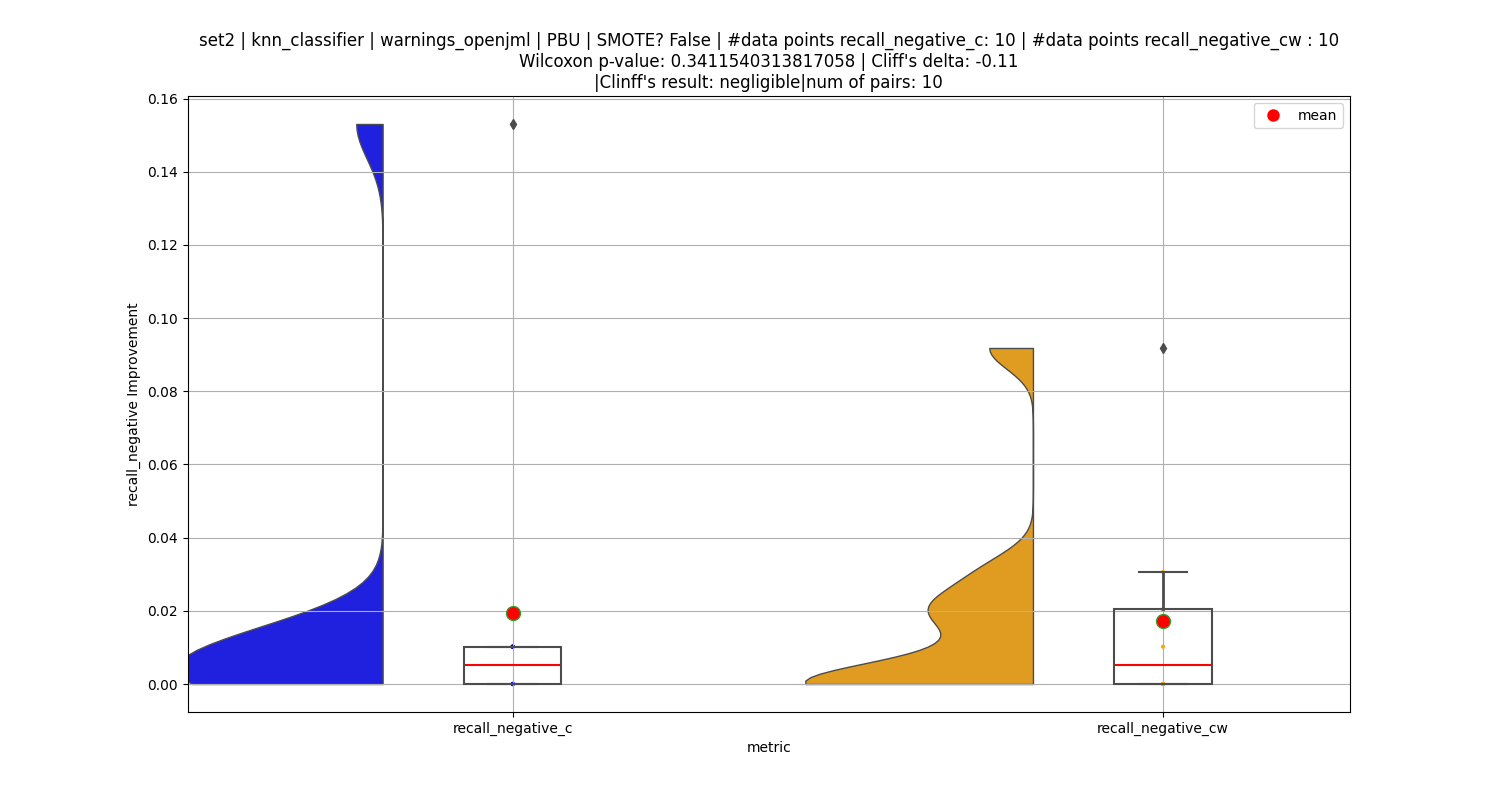 set2 | knn_classifier | warnings_openjml | PBU | SMOTE? False | #data points recall_negative_c: 10 | #data points recall_negative_cw : 10
Wilcoxon p-value: 0.3411540313817058 | Cliff's delta: -0.11
|Clinff's result: negligible|num of pairs: 10
mean
recall_negative Improvement
0.16
0.14
0.12
0.10
0.08
0.06
0.04
0.02
0.00
recall_negative_c
recall_negative_cw
metric